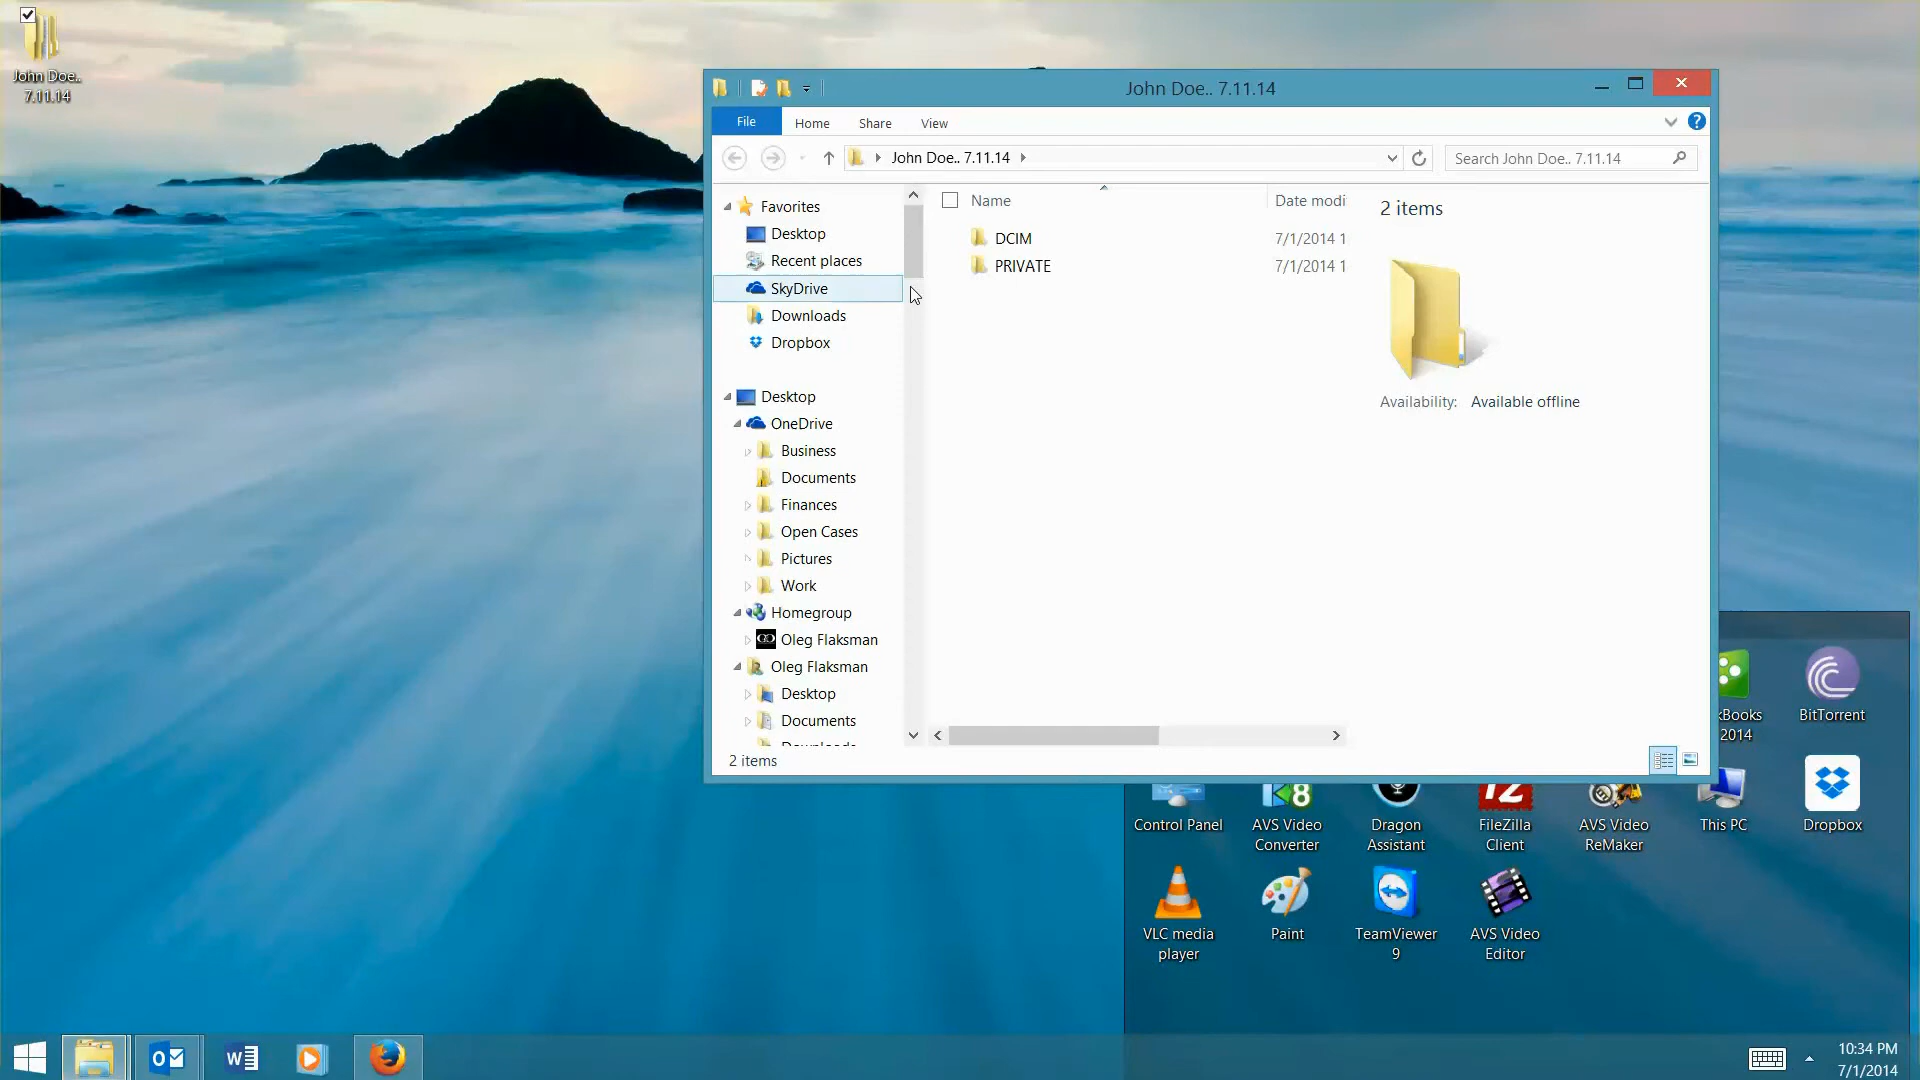 John Doe..
7.11.14
John Doe.. 7.11.14
File
Home
Share
View
John Doe.. 7.11.14
Search John Doe.. 7.11.14
Favorites
Desktop
Recent places
SkyDrive
Downloads
Dropbox
Desktop
OneDrive
Business
Documents
Finances
Open Cases
Pictures
Work
Homegroup
Oleg Flaksman
Oleg Flaksman
Desktop
Documents
Downloads
Name
Date modi
DCIM
7/1/2014 1
PRIVATE
7/1/2014 1
2 items
Availability: Available offline
2 items
kBooks
2014
BitTorrent
Control Panel
AVS Video
Converter
Dragon
Assistant
FileZilla
Client
AVS Video
ReMaker
This PC
Dropbox
VLC media
player
Paint
TeamViewer
9
AVS Video
Editor
10:34 PM
7/1/2014